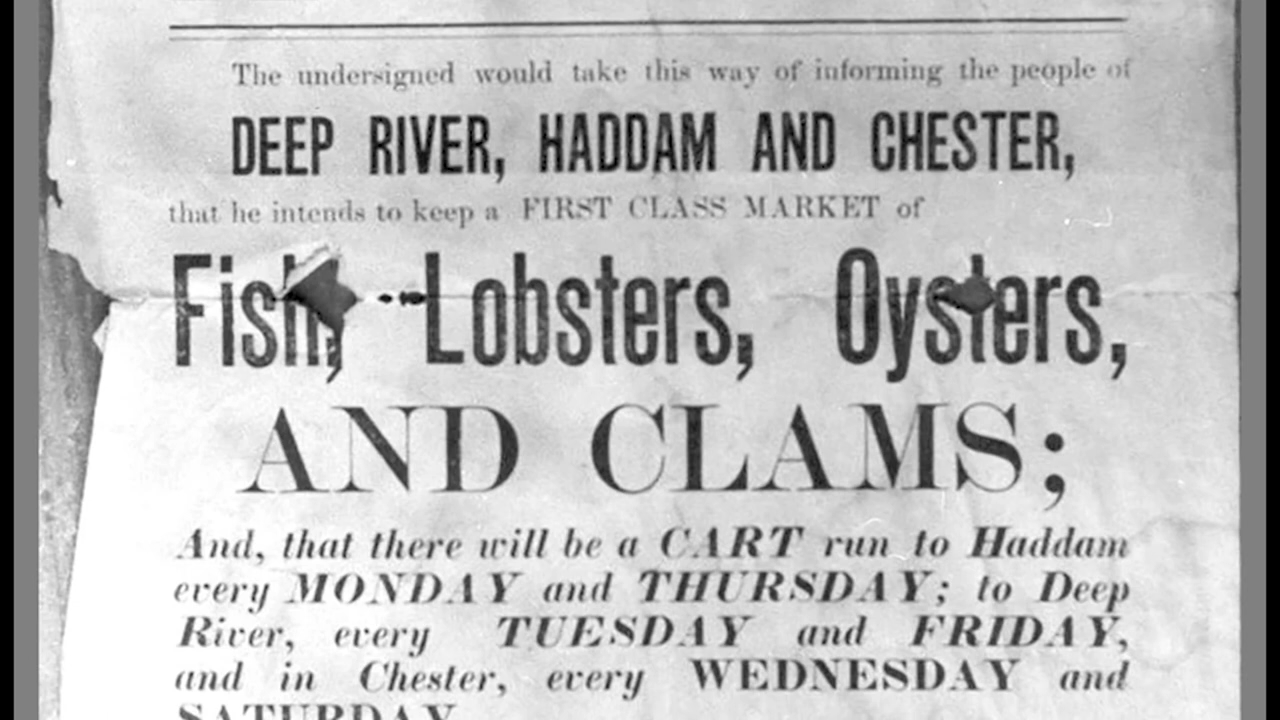 The undersigned would take this way of informing the people of
DEEP RIVER, HADDAM AND CHESTER,
that he intends to keep a FIRST CLASS MARKET of
Fish, Lobsters, Oysters,
AND CLAMS;
And, that there will be a CART run to Haddam
every MONDAY and THURSDAY; to Deep
River, every TUESDAY and FRIDAY,
and in Chester, every WEDNESDAY and
SATURDAY